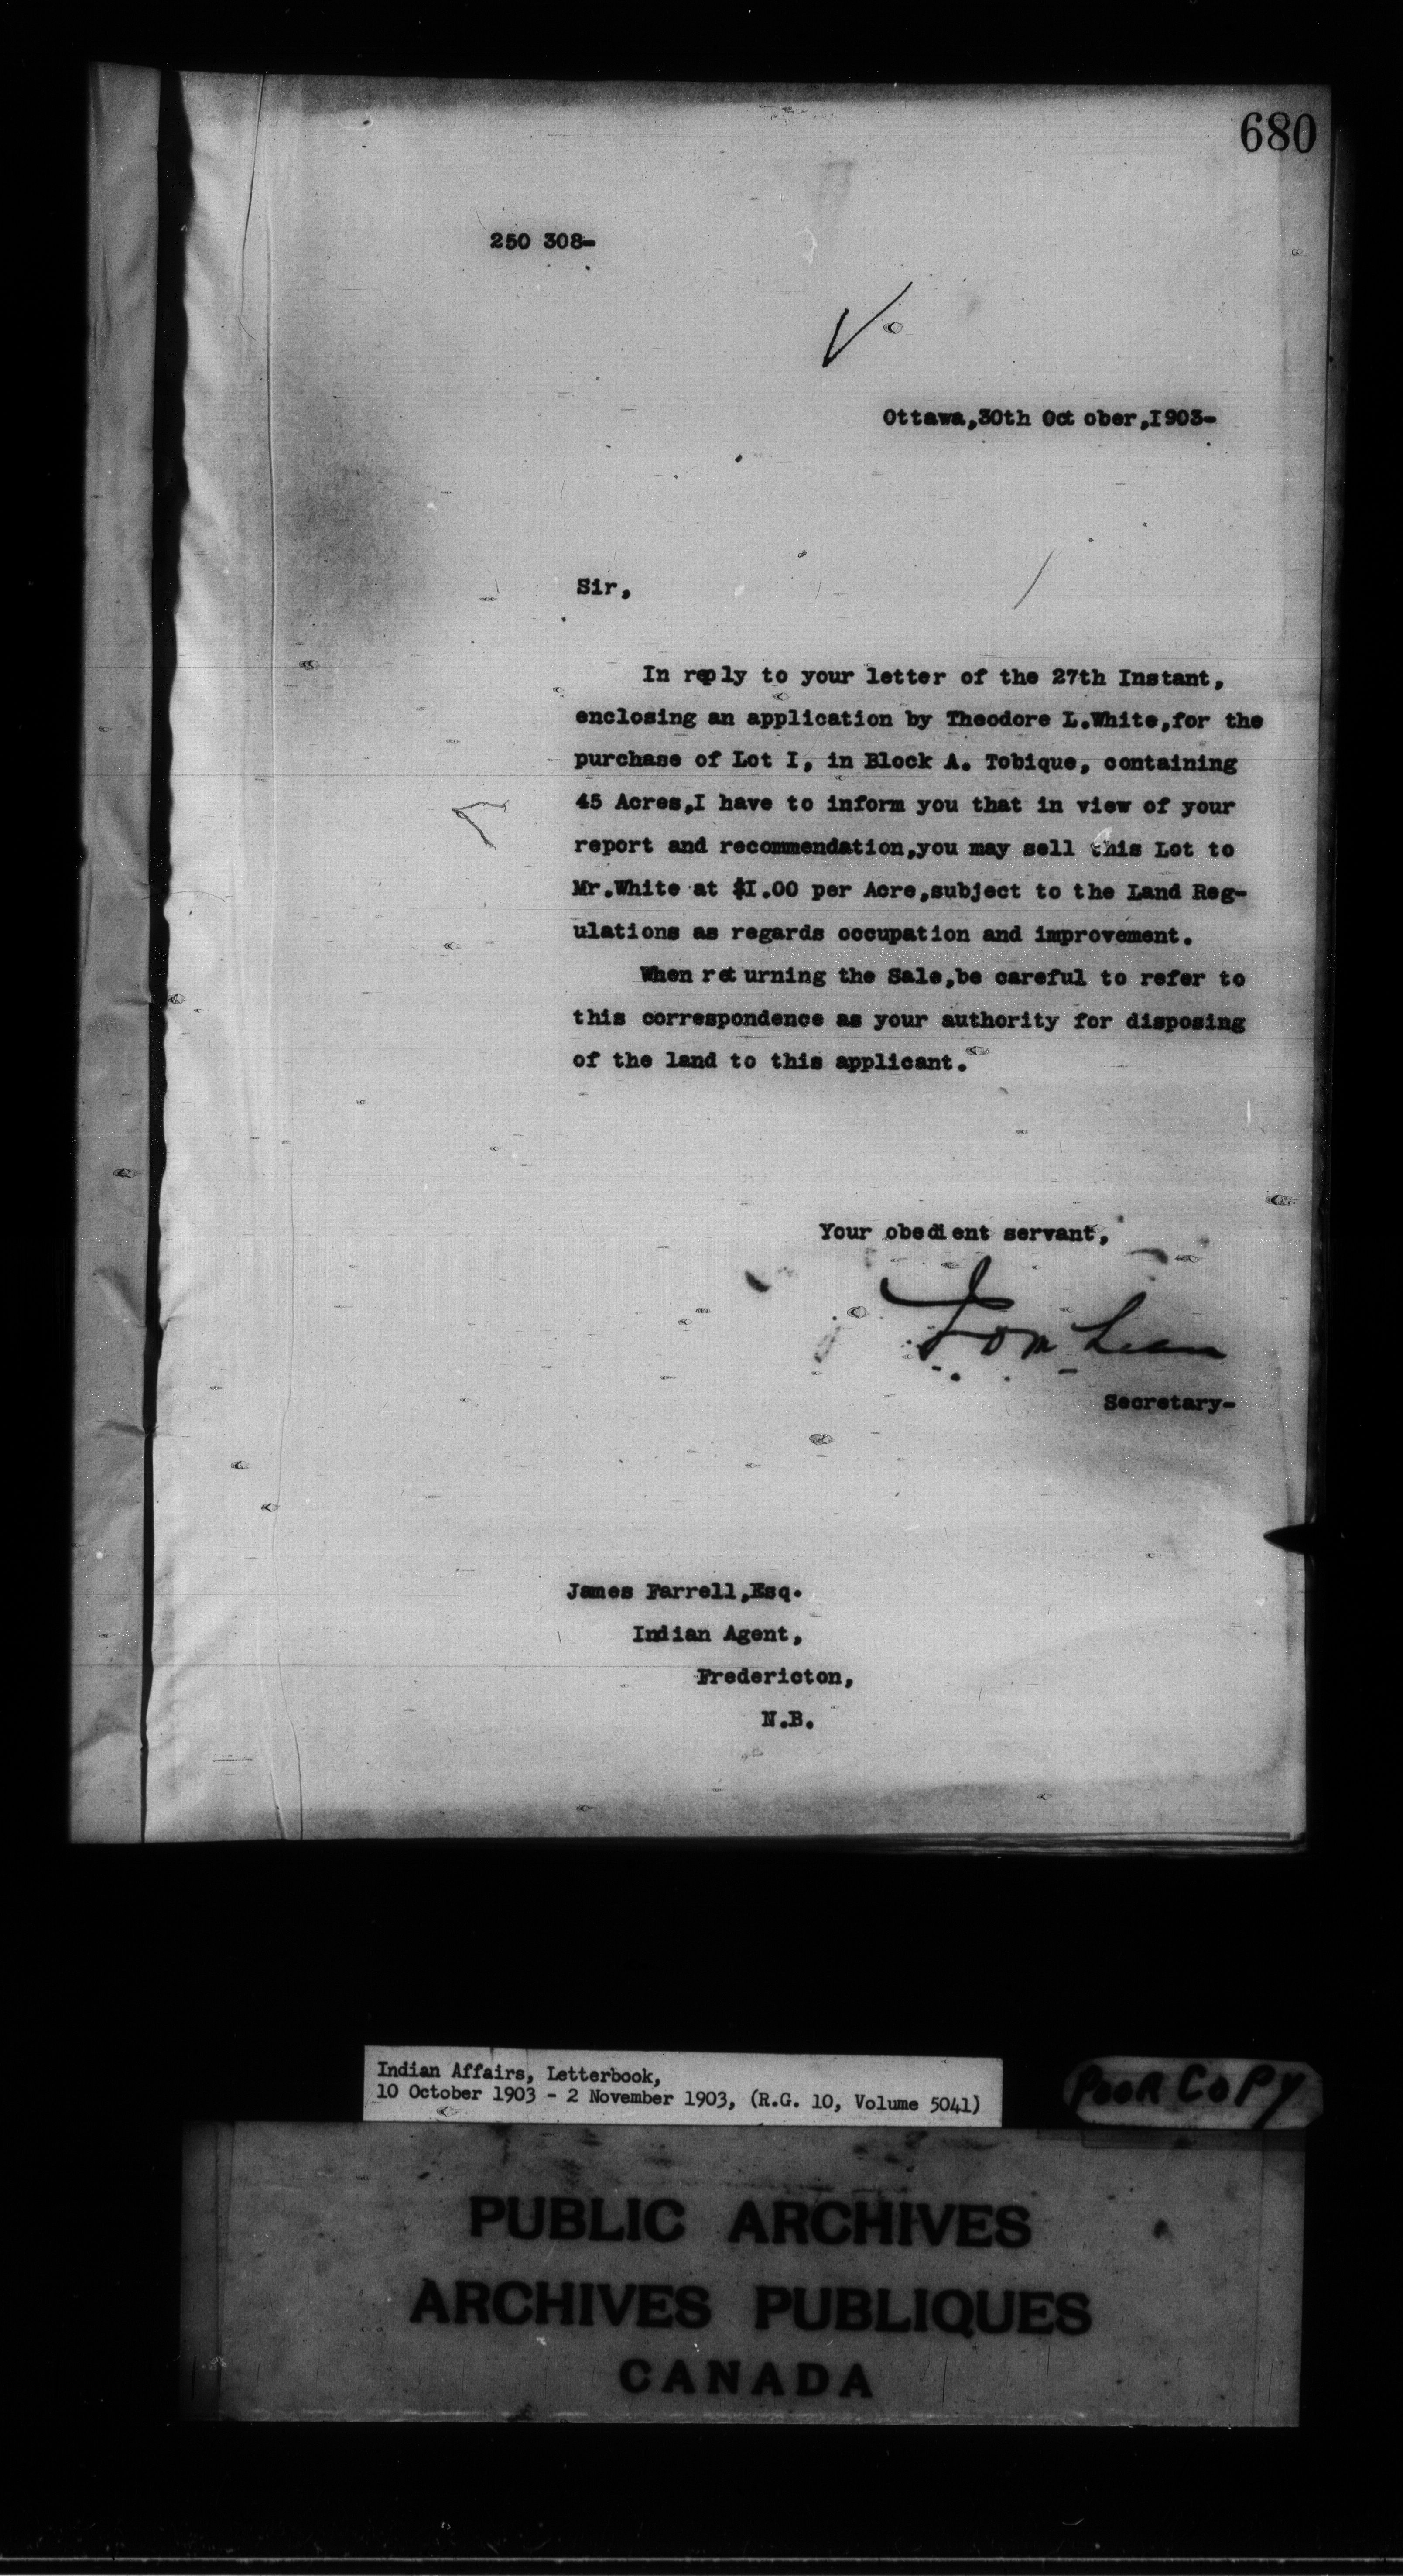 680
250 308-
Ottawa,30th October,I903-
Sir,
In reply to your letter of the 27th Instant,
enclosing an application by Theodore L.White,for the
purchase of Lot I, in Block A. Tobique, containing
45 Acres,I have to inform you that in view of your
report and recommendation,you may sell this Lot to
Mr.White at $I.00 per Acre,subject to the Land Reg-
ulations as regards occupation and improvement.
When returning the Sale,be careful to refer to
this correspondence as your authority for disposing
of the land to this applicant.
Your obedient servant,
Secretary-
James Farrell,Esq.
Indian Agent,
Fredericton,
N.B.
Indian Affairs, Letterbook,
10 October 1903 - 2 November 1903, (R.G. 10, Volume 5041)
POOR COPY
PUBLIC ARCHIVES
ARCHIVES PUBLIQUES
CANADA